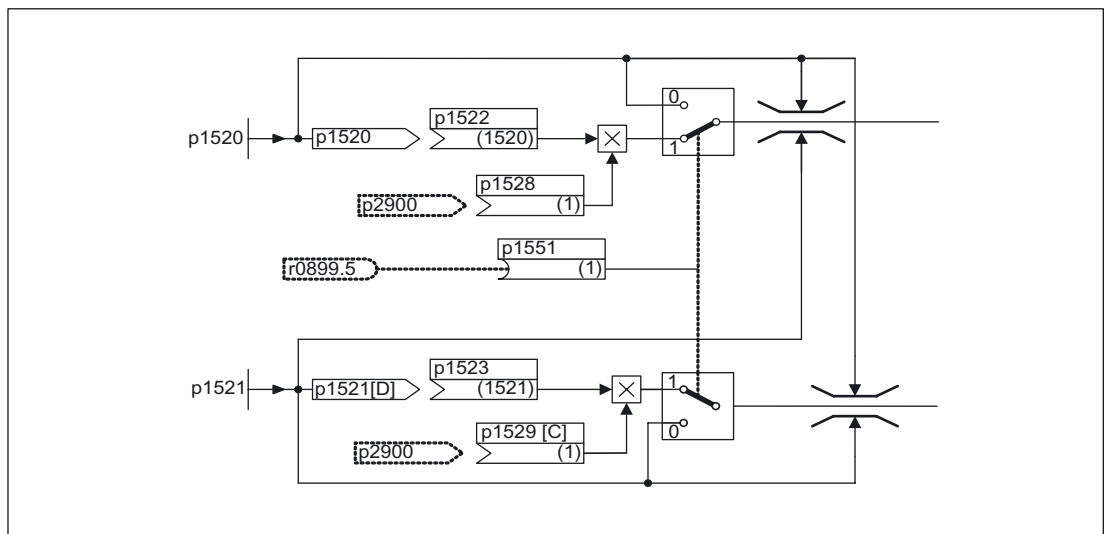 0
p1522
p1520
p1520
(1520)
1
p1528
p2900
(1)
p1551
r0899.5
(1)
p1523
1
p1521
p1521[D]
(1521)
p1529 [C]
0
p2900
(1)